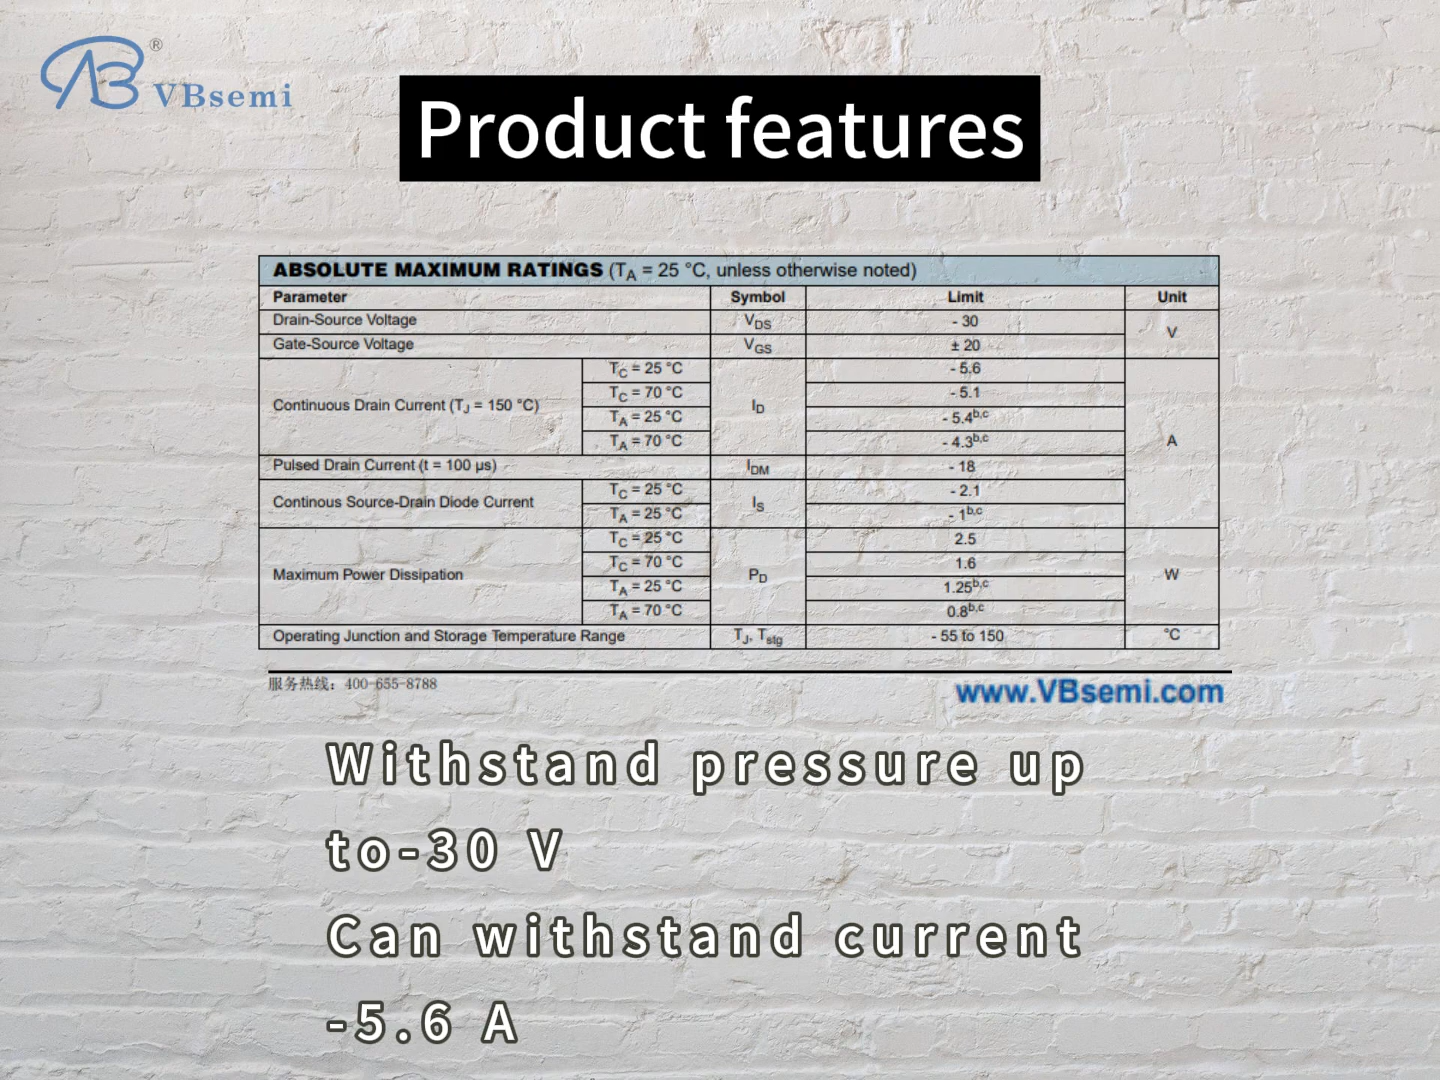 ®
VBsemi
Product features
ABSOLUTE MAXIMUM RATINGS (TA = 25 °C, unless otherwise noted)
Parameter Symbol Limit Unit
Drain-Source Voltage VDS - 30 V
Gate-Source Voltage VGS ± 20
Continuous Drain Current (TJ = 150 °C) TC = 25 °C ID - 5.6 A
TC = 70 °C - 5.1
TA = 25 °C - 5.4b,c
TA = 70 °C - 4.3b,c
Pulsed Drain Current (t = 100 µs) IDM - 18
Continous Source-Drain Diode Current TC = 25 °C IS - 2.1
TA = 25 °C - 1b,c
Maximum Power Dissipation TC = 25 °C PD 2.5 W
TC = 70 °C 1.6
TA = 25 °C 1.25b,c
TA = 70 °C 0.8b,c
Operating Junction and Storage Temperature Range TJ, Tstg - 55 to 150 °C
服务热线：400-655-8788
www.VBsemi.com
Withstand pressure up
to-30 V
Can withstand current
-5.6 A